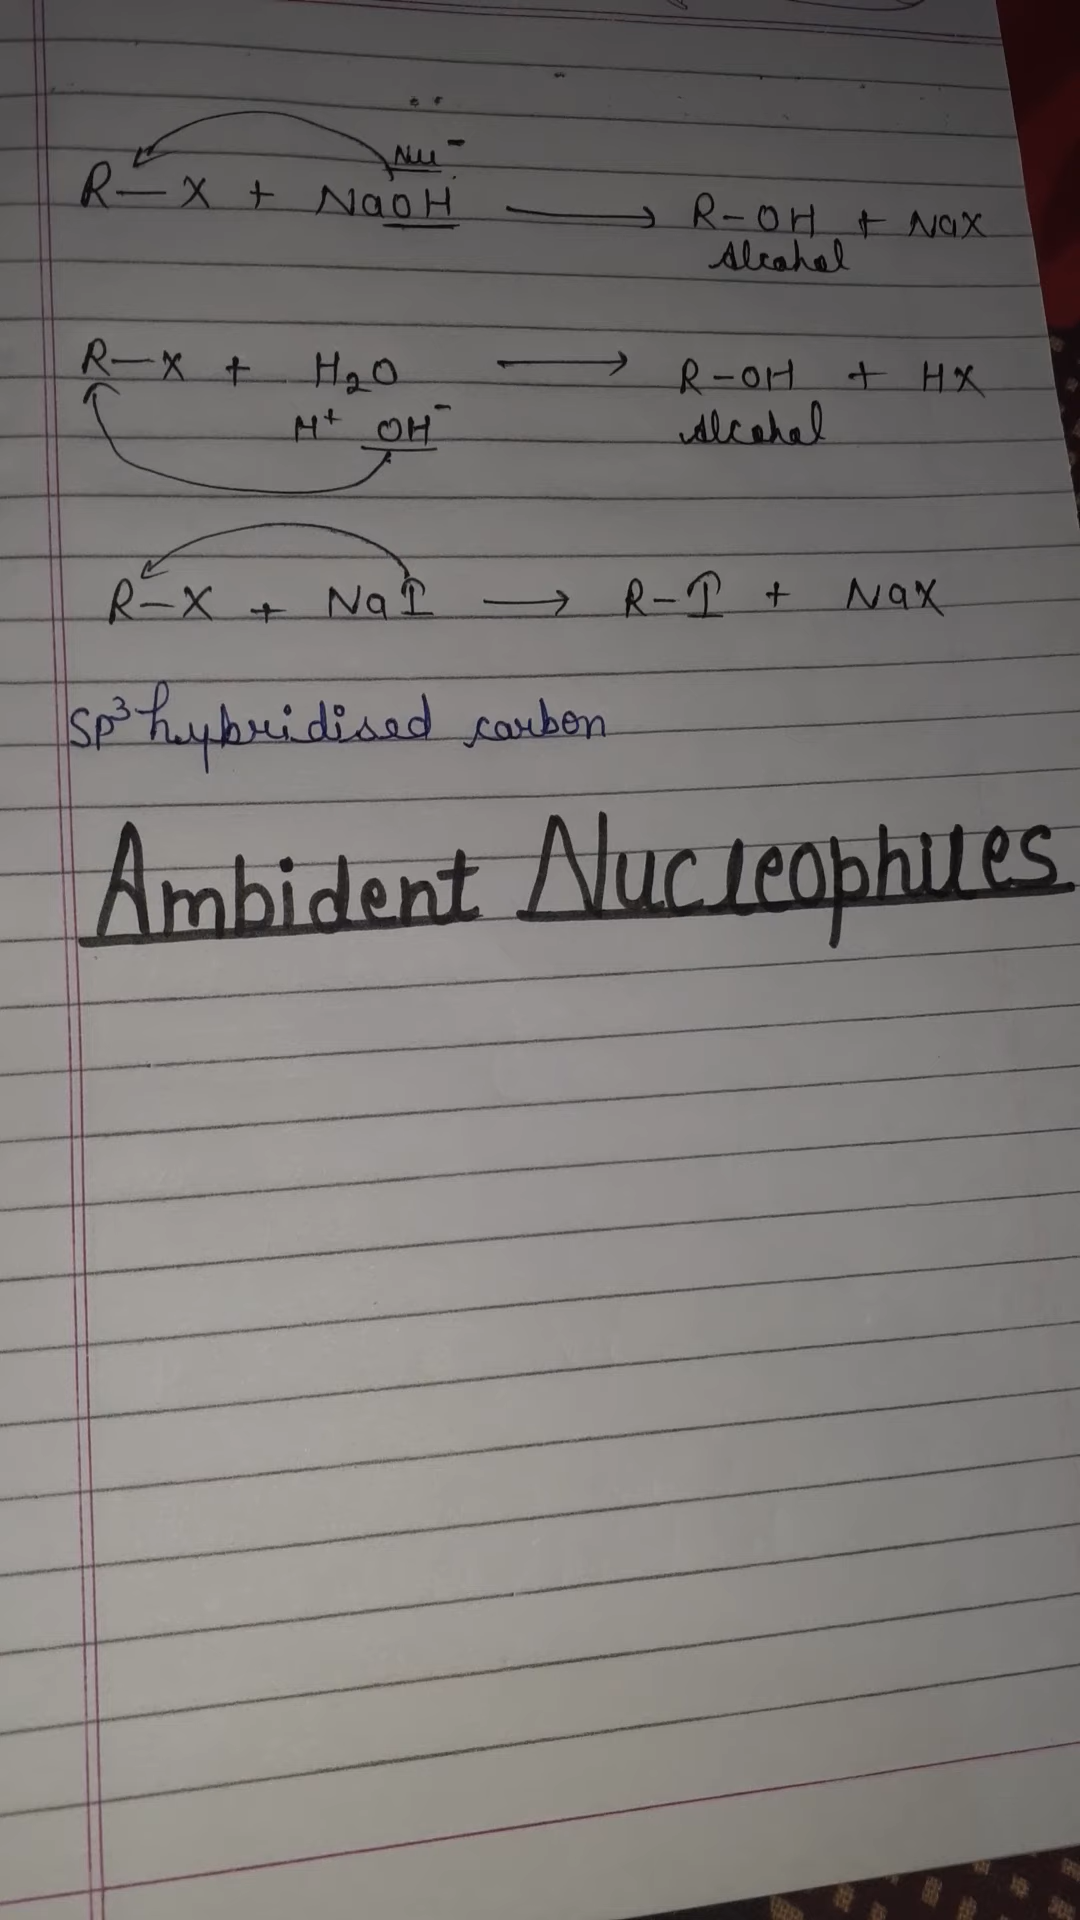 Nu⁻
R—X + NaOH ⟶ R-OH + NaX
Alcohal
R—X + H₂O ⟶ R-OH + HX
H⁺ OH⁻ Alcohal
R-X + NaI ⟶ R-I + NaX
SP³ hybridised carbon
Ambident Nucleophiles